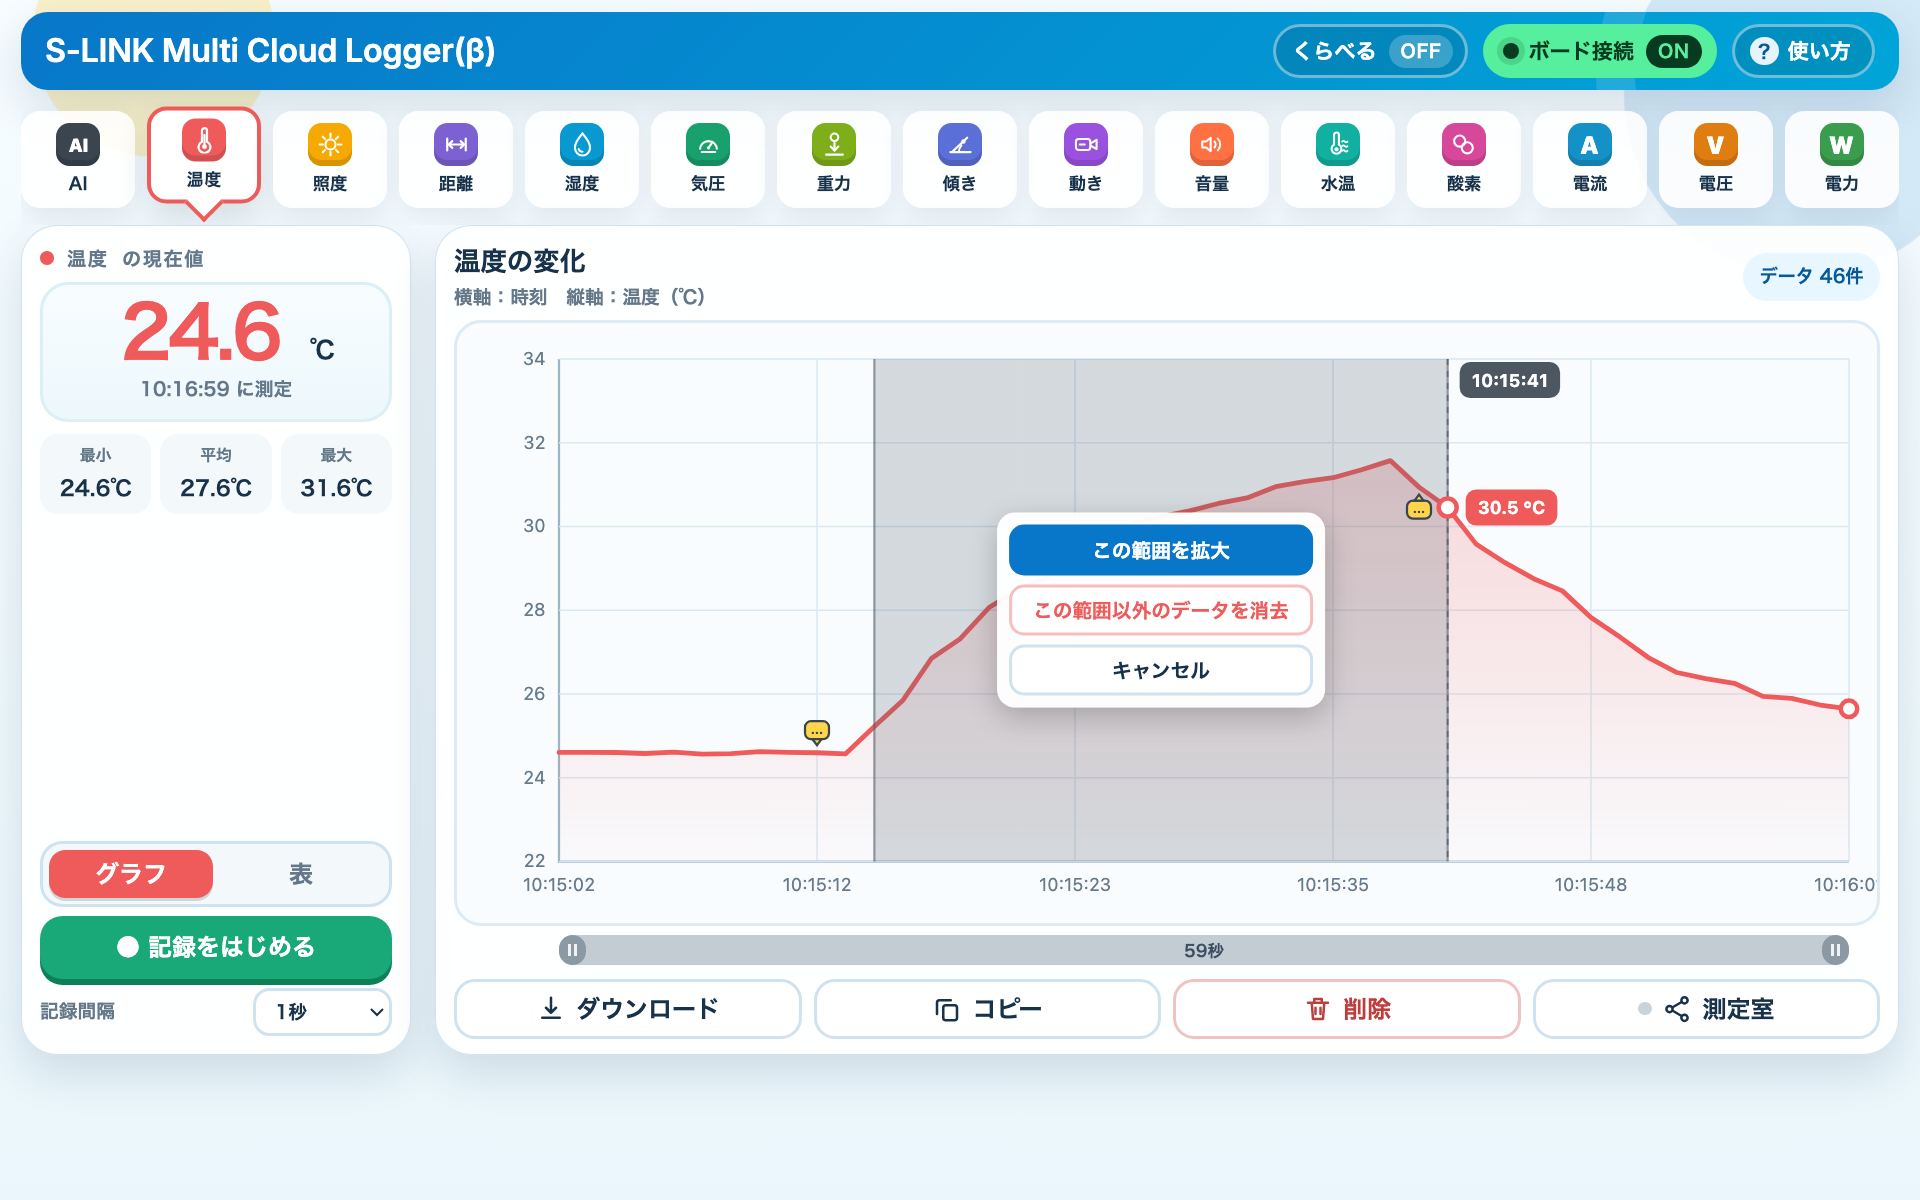 S-LINK Multi Cloud Logger(β)
くらべる OFF
ボード接続 ON
? 使い方
AI
AI
温度
照度
距離
湿度
気圧
重力
傾き
動き
音量
水温
酸素
A
電流
V
電圧
W
電力
温度 の現在値
24.6 ℃
10:16:59 に測定
最小
24.6℃
平均
27.6℃
最大
31.6℃
グラフ
表
記録をはじめる
記録間隔
1秒
温度の変化
横軸：時刻 縦軸：温度（℃）
データ 46件
34
32
30
28
26
24
22
10:15:41
30.5 °C
この範囲を拡大
この範囲以外のデータを消去
キャンセル
10:15:02
10:15:12
10:15:23
10:15:35
10:15:48
10:16:0
59秒
ダウンロード
コピー
削除
測定室